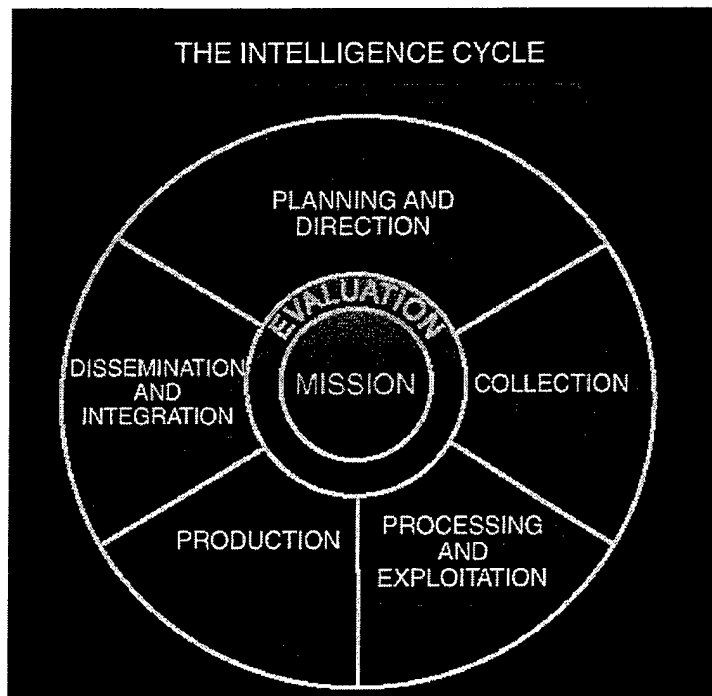 THE INTELLIGENCE CYCLE
PLANNING AND
DIRECTION
EVALUATION
MISSION
COLLECTION
DISSEMINATION
AND
INTEGRATION
PRODUCTION
PROCESSING
AND
EXPLOITATION